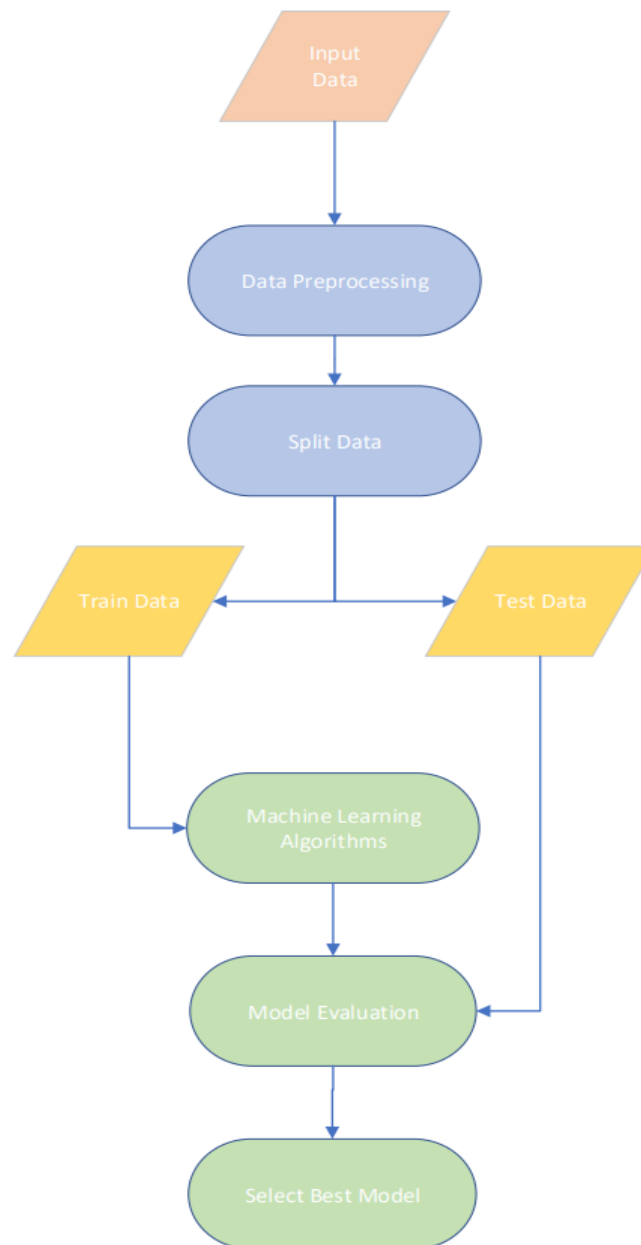 Input
Data
Data Preprocessing
Split Data
Train Data
Test Data
Machine Learning
Algorithms
Model Evaluation
Select Best Model